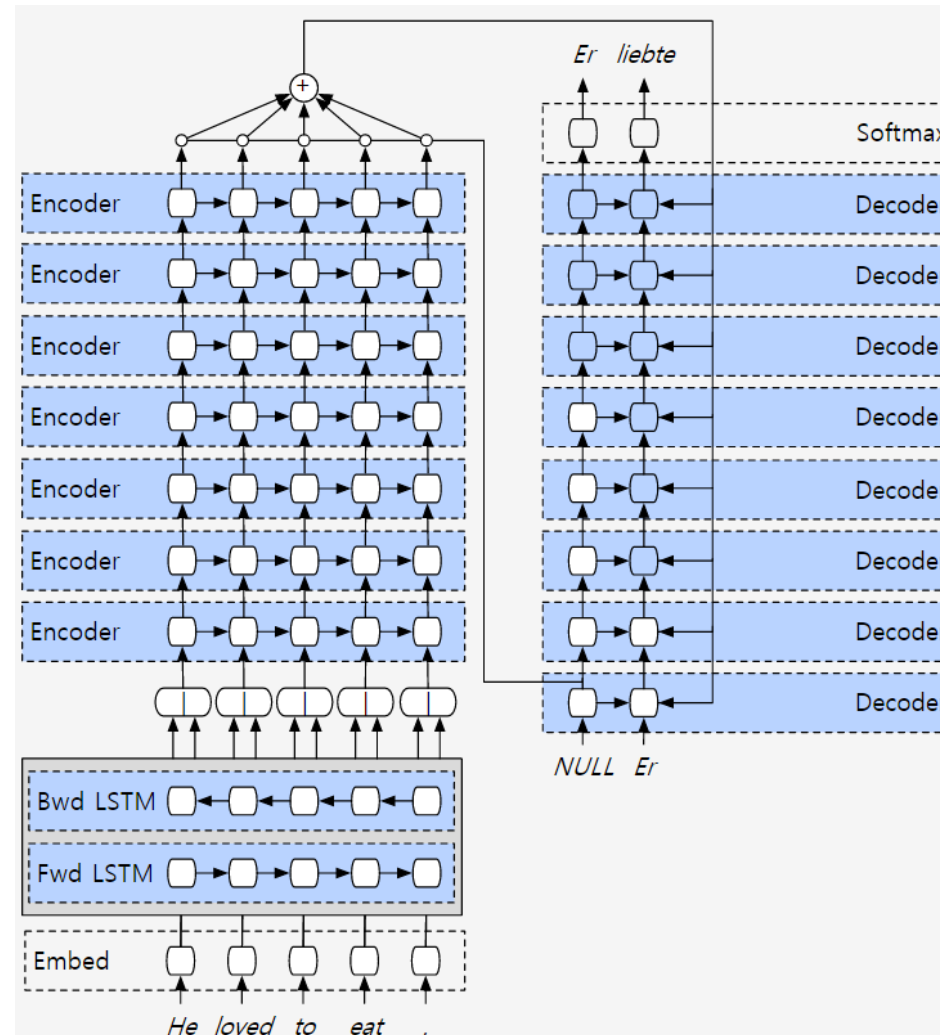 Er liebte
Softmax
Encoder
Encoder
Encoder
Encoder
Encoder
Encoder
Encoder
Decode
Decode
Decode
Decode
Decode
Decode
Decode
Decode
NULL Er
Bwd LSTM
Fwd LSTM
Embed
He loved to eat .